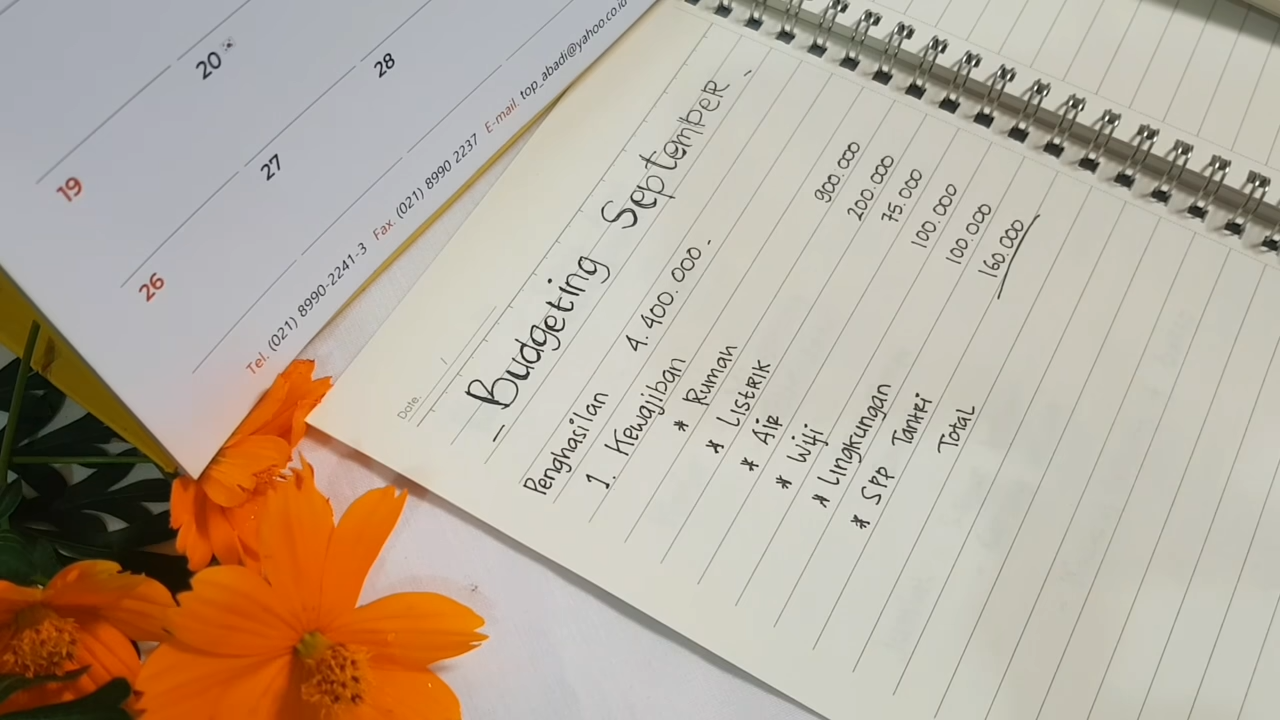 20
28
19
27
26
Tel. (021) 8990-2241-3 Fax. (021) 8990 2237 E-mail. top_abadi@yahoo.co.id
Date.
- Budgeting September -
Penghasilan 4.400.000.-
1. Kewajiban
* Rumah 900.000
* Listrik 200.000
* Air 75.000
* Wifi 100.000
* Lingkungan 100.000
* SPP Tantri 160.000
Total